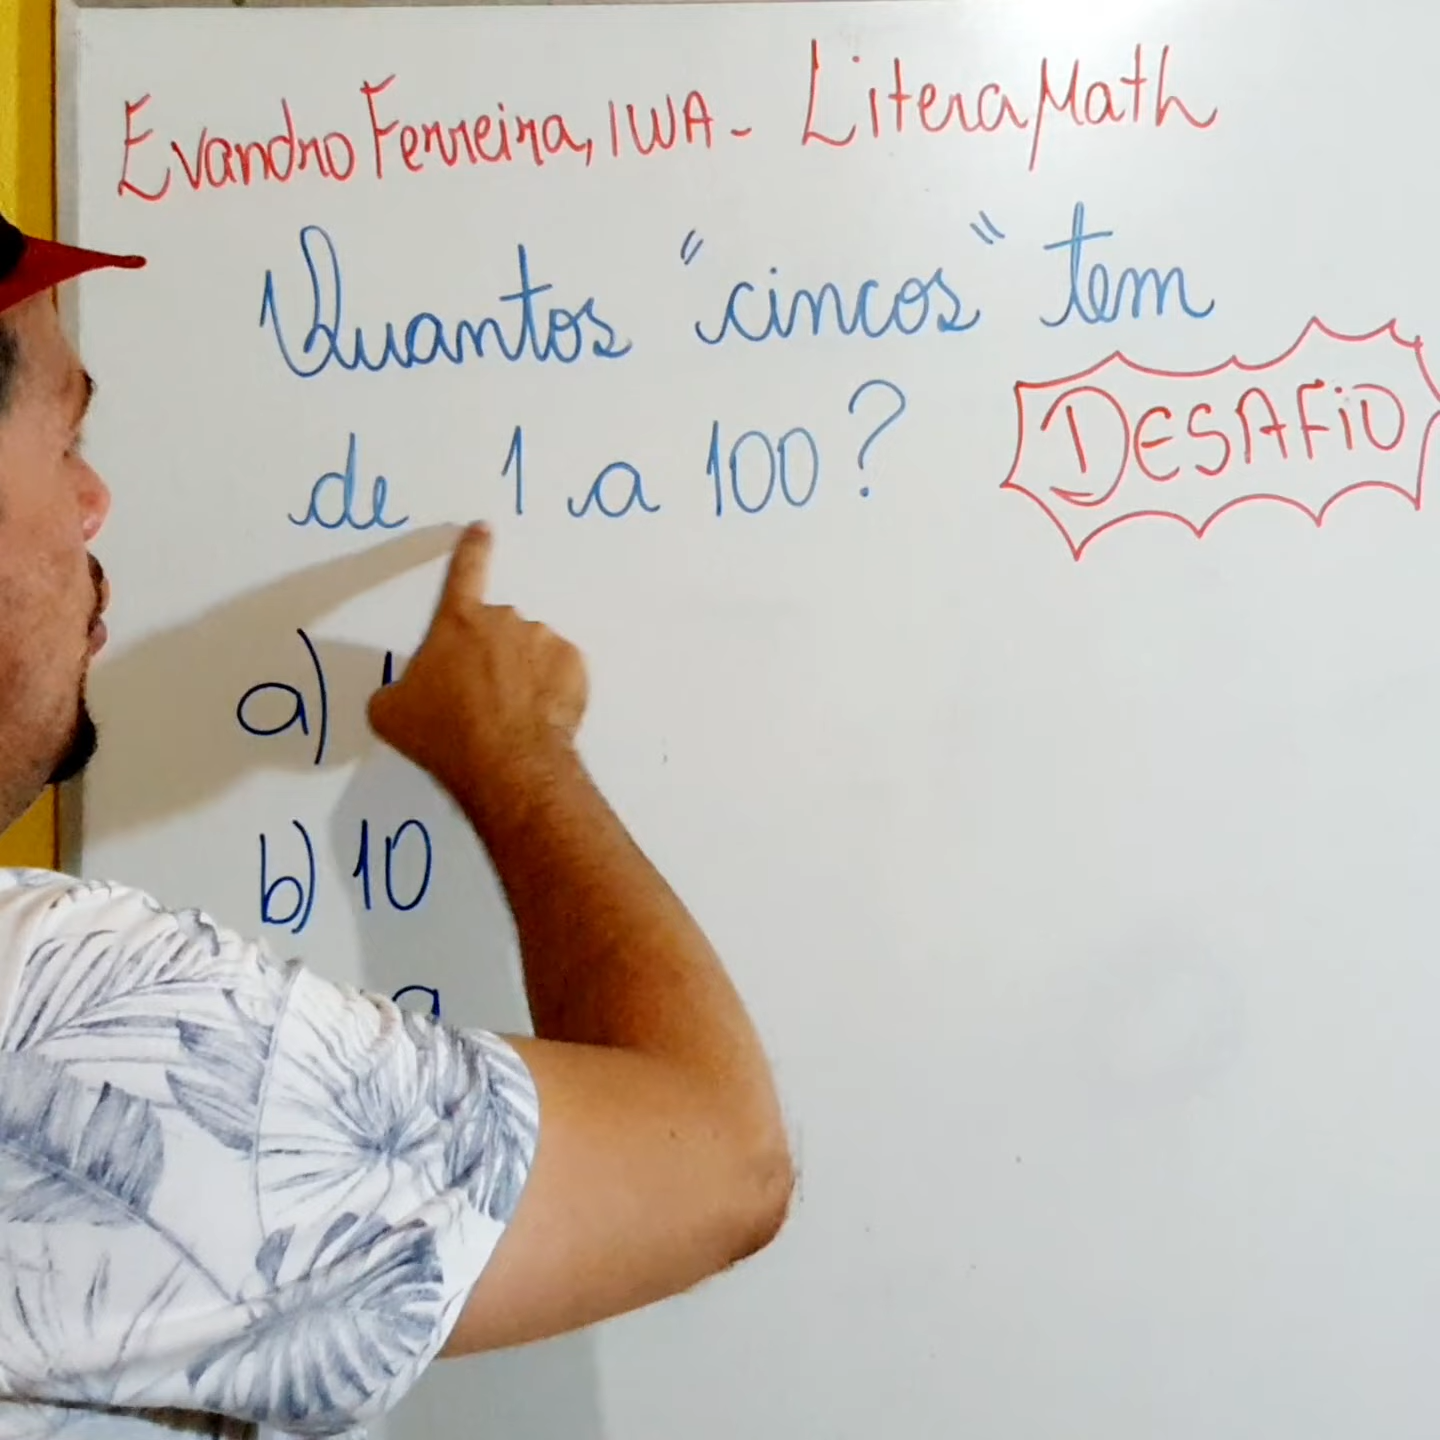 Evandro Ferreira, IWA - LiteraMath
Quantos "cincos" tem
de 1 a 100?
DESAFIO
a)
b) 10